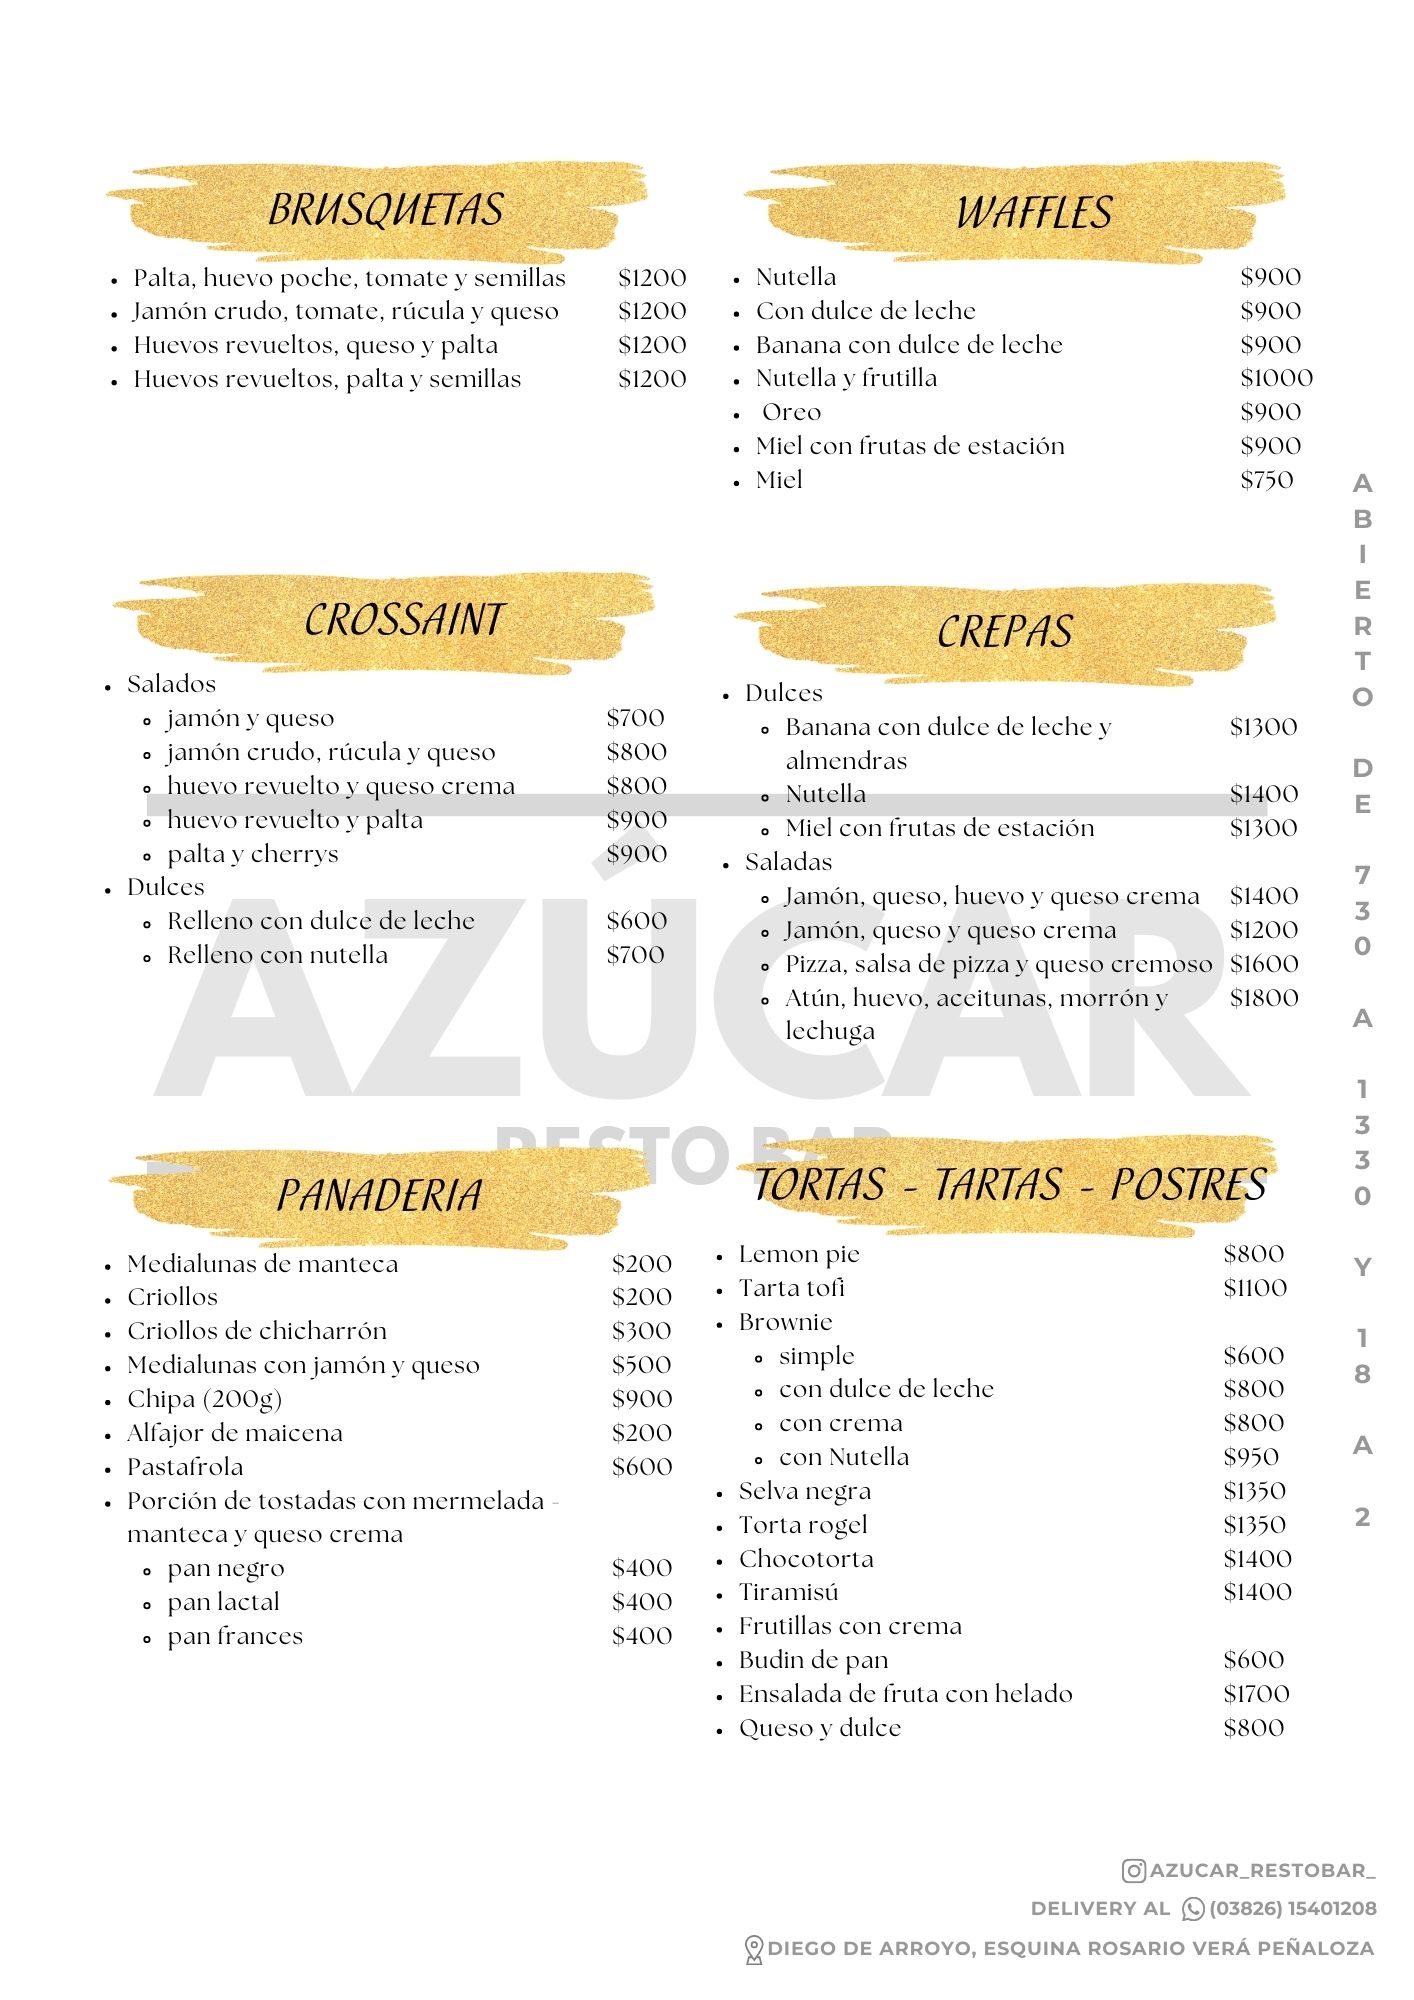 BRUSQUETAS
Palta, huevo poche, tomate y semillas $1200
Jamón crudo, tomate, rúcula y queso $1200
Huevos revueltos, queso y palta $1200
Huevos revueltos, palta y semillas $1200
WAFFLES
Nutella $900
Con dulce de leche $900
Banana con dulce de leche $900
Nutella y frutilla $1000
Oreo $900
Miel con frutas de estación $900
Miel $750
CROSSAINT
Salados
jamón y queso $700
jamón crudo, rúcula y queso $800
huevo revuelto y queso crema $800
huevo revuelto y palta $900
palta y cherrys $900
Dulces
Relleno con dulce de leche $600
Relleno con nutella $700
CREPAS
Dulces
Banana con dulce de leche y $1300
almendras
Nutella $1400
Miel con frutas de estación $1300
Saladas
Jamón, queso, huevo y queso crema $1400
Jamón, queso y queso crema $1200
Pizza, salsa de pizza y queso cremoso $1600
Atún, huevo, aceitunas, morrón y $1800
lechuga
AZÚCAR
RESTO BAR
PANADERIA
Medialunas de manteca $200
Criollos $200
Criollos de chicharrón $300
Medialunas con jamón y queso $500
Chipa (200g) $900
Alfajor de maicena $200
Pastafrola $600
Porción de tostadas con mermelada -
manteca y queso crema
pan negro $400
pan lactal $400
pan frances $400
TORTAS - TARTAS - POSTRES
Lemon pie $800
Tarta tofi $1100
Brownie
simple $600
con dulce de leche $800
con crema $800
con Nutella $950
Selva negra $1350
Torta rogel $1350
Chocotorta $1400
Tiramisú $1400
Frutillas con crema
Budin de pan $600
Ensalada de fruta con helado $1700
Queso y dulce $800
ABIERTO DE 730 A 1330 Y 18 A 2
AZUCAR_RESTOBAR_
DELIVERY AL (03826) 15401208
DIEGO DE ARROYO, ESQUINA ROSARIO VERÁ PEÑALOZA